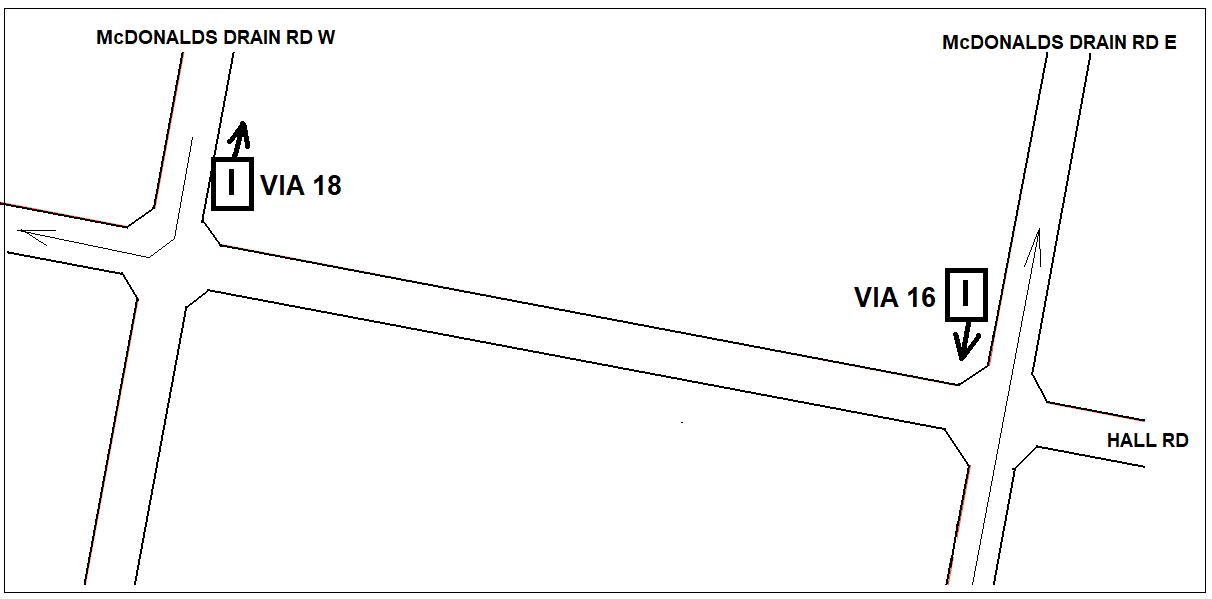 McDONALDS DRAIN RD W
McDONALDS DRAIN RD E
I VIA 18
VIA 16 I
HALL RD